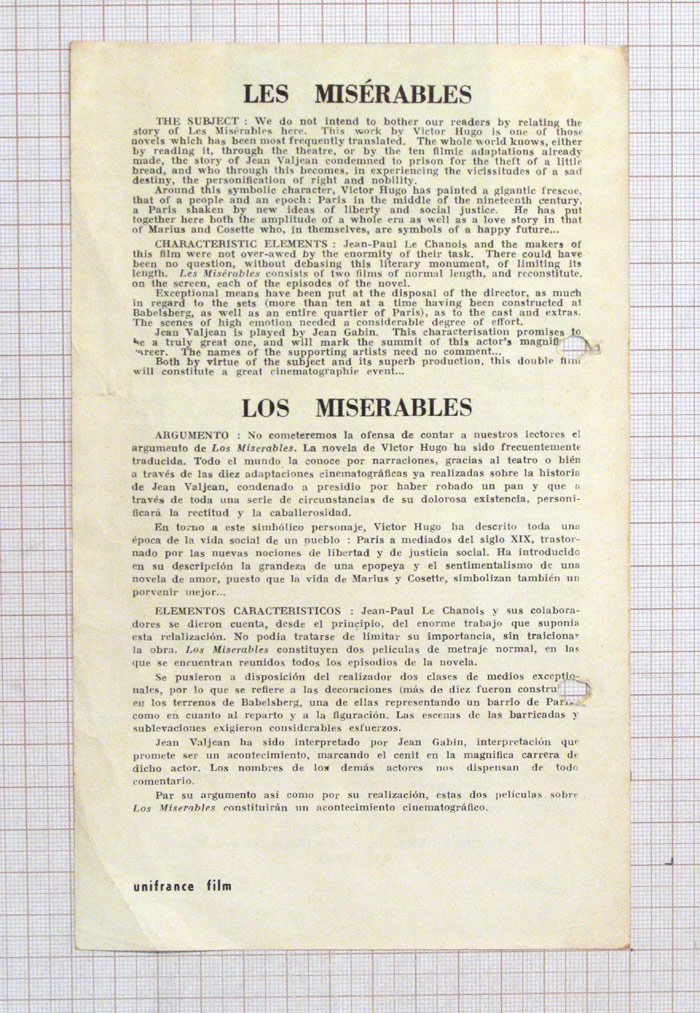 LES MISÉRABLES
THE SUBJECT : We do not intend to bother our readers by relating the
story of Les Misérables here. This work by Victor Hugo is one of those
novels which has been most frequently translated. The whole world knows, either
by reading it, through the theatre, or by the ten filmic adaptations already
made, the story of Jean Valjean condemned to prison for the theft of a little
bread, and who through this becomes, in experiencing the vicissitudes of a sad
destiny, the personification of right and nobility.
Around this symbolic character, Victor Hugo has painted a gigantic frescoe,
that of a people and an epoch : Paris in the middle of the nineteenth century,
a Paris shaken by new ideas of liberty and social justice. He has put
together here both the amplitude of a whole era as well as a love story in that
of Marius and Cosette who, in themselves, are symbols of a happy future...
CHARACTERISTIC ELEMENTS : Jean-Paul Le Chanois and the makers of
this film were not over-awed by the enormity of their task. There could have
been no question, without debasing this literary monument, of limiting its
length. Les Misérables consists of two films of normal length, and reconstitute,
on the screen, each of the episodes of the novel.
Exceptional means have been put at the disposal of the director, as much
in regard to the sets (more than ten at a time having been constructed at
Babelsberg, as well as an entire quartier of Paris), as to the cast and extras.
The scenes of high emotion needed a considerable degree of effort.
Jean Valjean is played by Jean Gabin. This characterisation promises to
be a truly great one, and will mark the summit of this actor's magnifi
career. The names of the supporting artists need no comment...
Both by virtue of the subject and its superb production, this double film
will constitute a great cinematographie event...
LOS MISERABLES
ARGUMENTO : No cometeremos la ofensa de contar a nuestros lectores el
argumento de Los Miserables. La novela de Victor Hugo ha sido frecuentemente
traducida. Todo el mundo la conoce por narraciones, gracias al teatro o bién
a través de las diez adaptaciones cinematográficas ya realizadas sobre la historia
de Jean Valjean, condenado a presidio por haber robado un pan y que a
través de toda una serie de circunstancias de su dolorosa existencia, personi-
ficará la rectitud y la caballerosidad.
En torno a este simbólico personaje, Victor Hugo ha descrito toda una
época de la vida social de un pueblo : París a mediados del siglo XIX, trastor-
nado por las nuevas nociones de libertad y de justicia social. Ha introducido
en su descripción la grandeza de una epopeya y el sentimentalismo de una
novela de amor, puesto que la vida de Marius y Cosette, simbolizan también un
porvenir mejor...
ELEMENTOS CARACTERISTICOS : Jean-Paul Le Chanois y sus colabora-
dores se dieron cuenta, desde el principio, del enorme trabajo que suponía
esta relalización. No podía tratarse de limitar su importancia, sin traicionar
la obra. Los Miserables constituyen dos películas de metraje normal, en las
que se encuentran reunidos todos los episodios de la novela.
Se pusieron a disposición del realizador dos clases de medios exceptio-
nales, por lo que se refiere a las decoraciones (más de diez fueron constru
en los terrenos de Babelsberg, una de ellas representando un barrio de París
como en cuanto al reparto y a la figuración. Las escenas de las barricadas y
sublevaciones exigieron considerables esfuerzos.
Jean Valjean ha sido interpretado por Jean Gabin, interpretación que
promete ser un acontecimiento, marcando el cenit en la magnifica carrera de
dicho actor. Los nombres de los demás actores nos dispensan de todo
comentario.
Par su argumento así como por su realización, estas dos películas sobre
Los Miserables constituirán un acontecimiento cinematográfico.
unifrance film